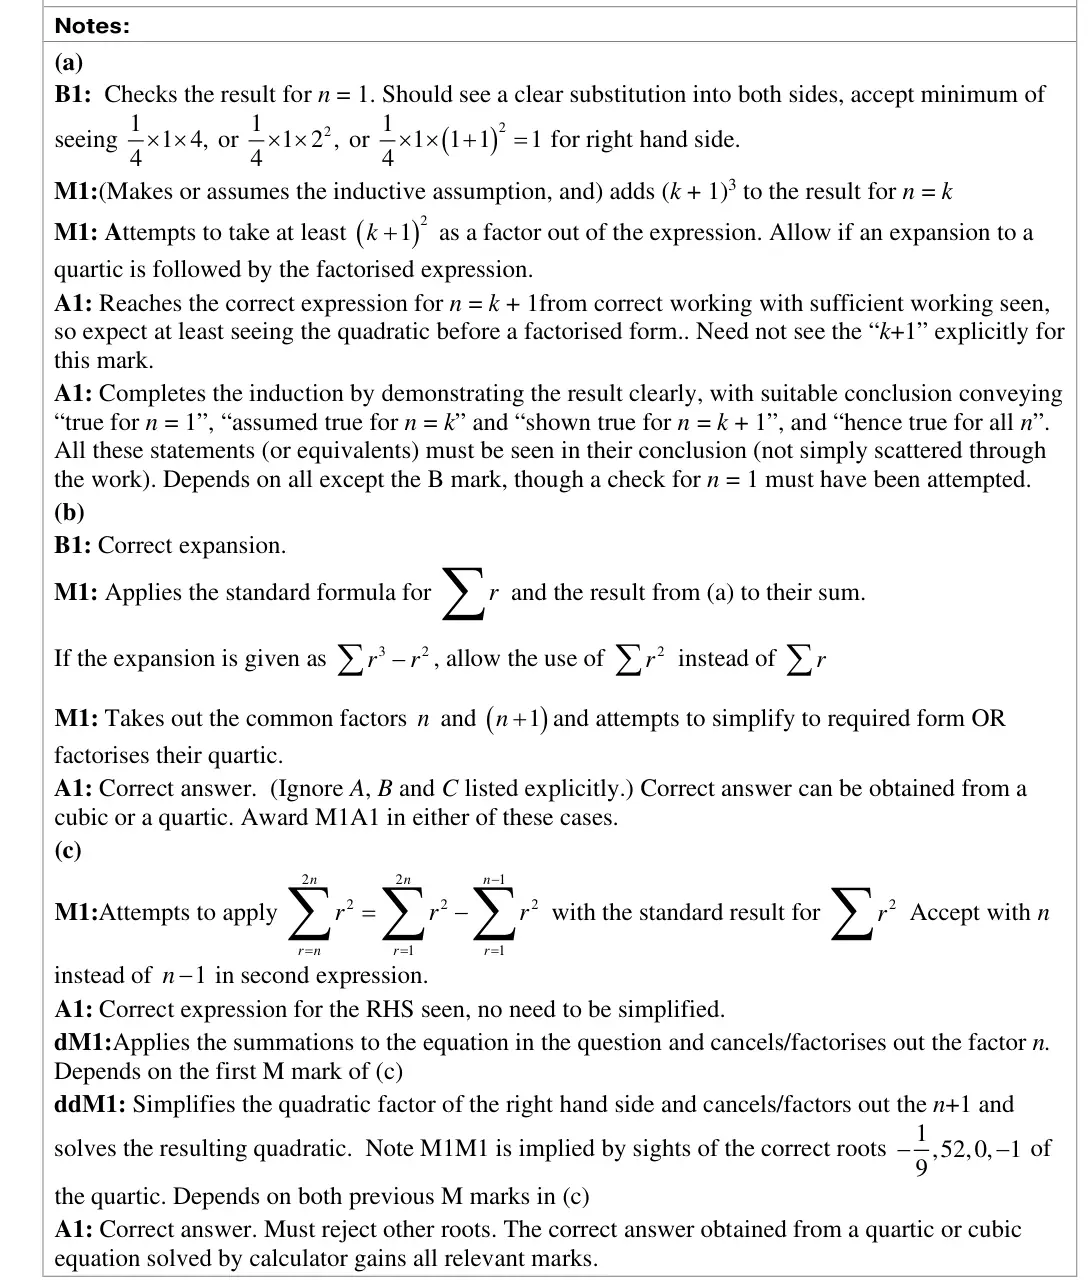 Notes:
(a)
B1: Checks the result for n = 1. Should see a clear substitution into both sides, accept minimum of
seeing 1/4×1×4, or 1/4×1×2², or 1/4×1×(1+1)² = 1 for right hand side.
M1:(Makes or assumes the inductive assumption, and) adds (k + 1)³ to the result for n = k
M1: Attempts to take at least (k+1)² as a factor out of the expression. Allow if an expansion to a
quartic is followed by the factorised expression.
A1: Reaches the correct expression for n = k + 1from correct working with sufficient working seen,
so expect at least seeing the quadratic before a factorised form.. Need not see the “k+1” explicitly for
this mark.
A1: Completes the induction by demonstrating the result clearly, with suitable conclusion conveying
“true for n = 1”, “assumed true for n = k” and “shown true for n = k + 1”, and “hence true for all n”.
All these statements (or equivalents) must be seen in their conclusion (not simply scattered through
the work). Depends on all except the B mark, though a check for n = 1 must have been attempted.
(b)
B1: Correct expansion.
M1: Applies the standard formula for ∑r and the result from (a) to their sum.
If the expansion is given as ∑r³ − r², allow the use of ∑r² instead of ∑r
M1: Takes out the common factors n and (n+1) and attempts to simplify to required form OR
factorises their quartic.
A1: Correct answer. (Ignore A, B and C listed explicitly.) Correct answer can be obtained from a
cubic or a quartic. Award M1A1 in either of these cases.
(c)
M1:Attempts to apply ∑_{r=n}^{2n} r² = ∑_{r=1}^{2n} r² − ∑_{r=1}^{n−1} r² with the standard result for ∑r² Accept with n
instead of n−1 in second expression.
A1: Correct expression for the RHS seen, no need to be simplified.
dM1:Applies the summations to the equation in the question and cancels/factorises out the factor n.
Depends on the first M mark of (c)
ddM1: Simplifies the quadratic factor of the right hand side and cancels/factors out the n+1 and
solves the resulting quadratic. Note M1M1 is implied by sights of the correct roots −1/9,52,0,−1 of
the quartic. Depends on both previous M marks in (c)
A1: Correct answer. Must reject other roots. The correct answer obtained from a quartic or cubic
equation solved by calculator gains all relevant marks.